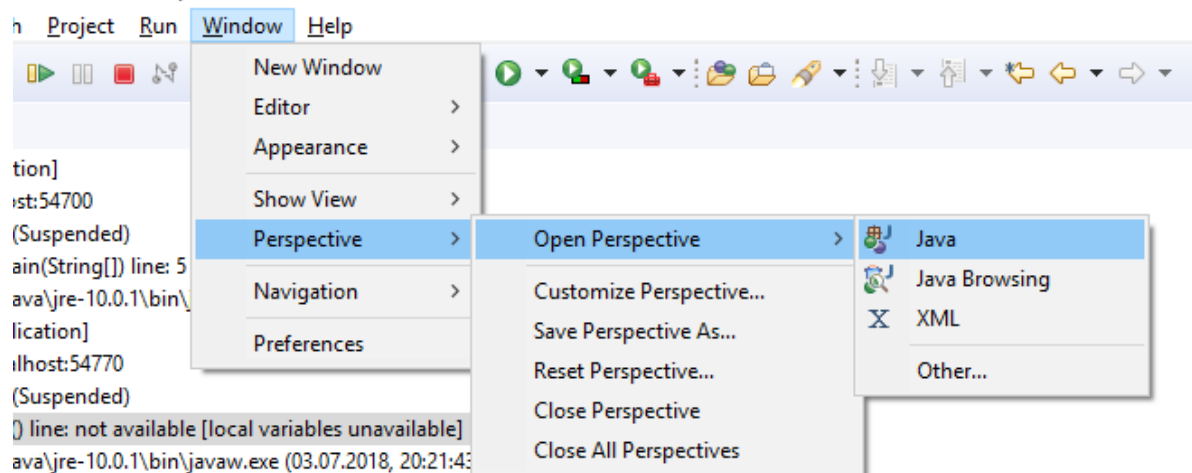 h Project Run Window Help
New Window
Editor
Appearance
tion]
ost:54700
Show View
(Suspended)
Perspective
Open Perspective
Java
ain(String[]) line: 5
Java Browsing
ava\jre-10.0.1\bin\j
Navigation
Customize Perspective...
XML
lication]
Save Perspective As...
Preferences
alhost:54770
Reset Perspective...
Other...
(Suspended)
Close Perspective
() line: not available [local variables unavailable]
Close All Perspectives
ava\jre-10.0.1\bin\javaw.exe (03.07.2018, 20:21:43